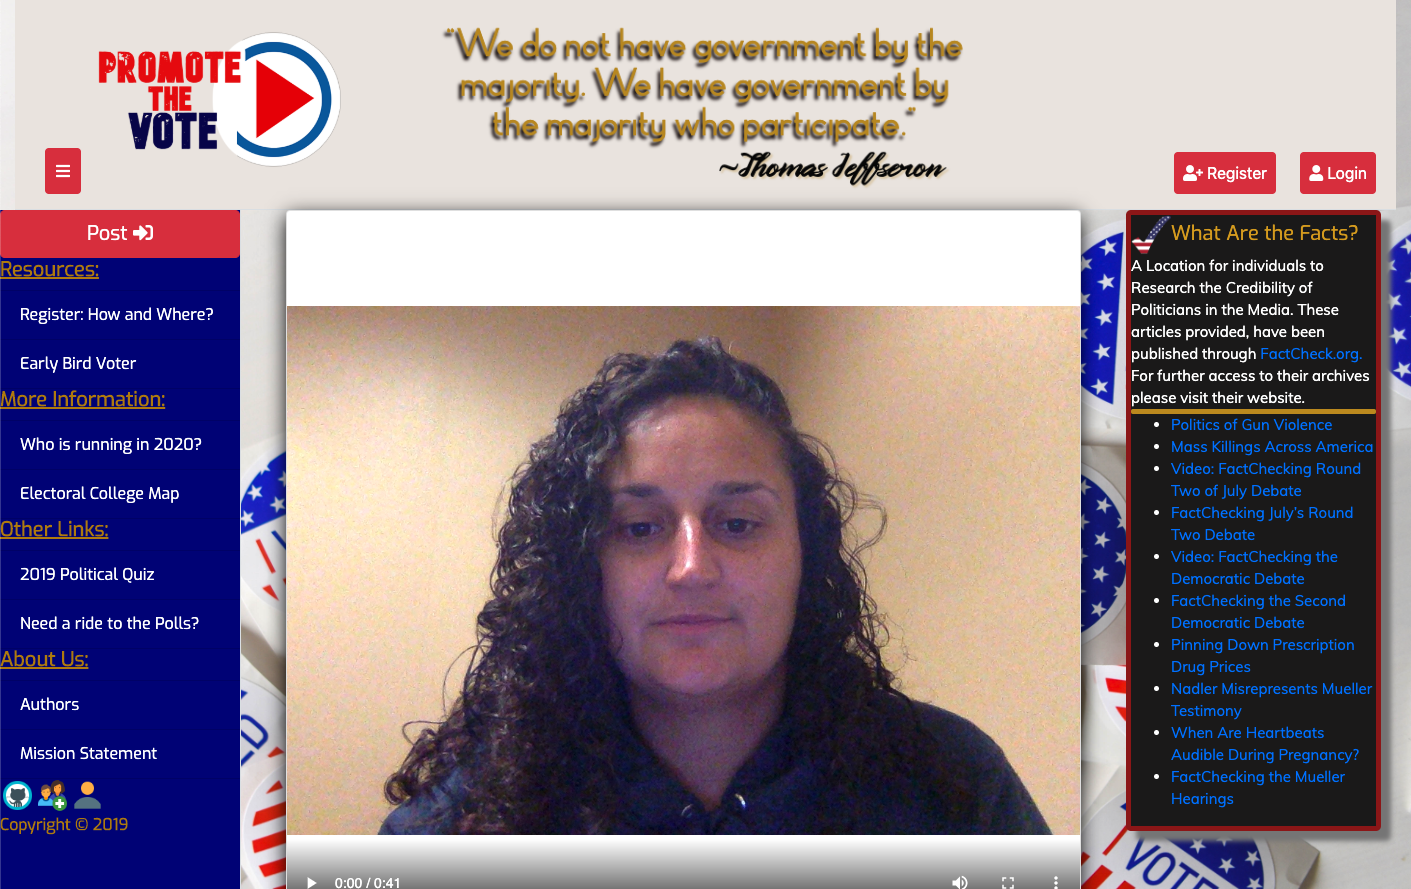 PROMOTE
THE
VOTE
"We do not have government by the
majority. We have government by
the majority who participate."
~Thomas Jeffseron
Register
Login
Post
Resources:
Register: How and Where?
Early Bird Voter
More Information:
Who is running in 2020?
Electoral College Map
Other Links:
2019 Political Quiz
Need a ride to the Polls?
About Us:
Authors
Mission Statement
Copyright © 2019
0:00 / 0:41
What Are the Facts?
A Location for individuals to
Research the Credibility of
Politicians in the Media. These
articles provided, have been
published through FactCheck.org.
For further access to their archives
please visit their website.
Politics of Gun Violence
Mass Killings Across America
Video: FactChecking Round
Two of July Debate
FactChecking July's Round
Two Debate
Video: FactChecking the
Democratic Debate
FactChecking the Second
Democratic Debate
Pinning Down Prescription
Drug Prices
Nadler Misrepresents Mueller
Testimony
When Are Heartbeats
Audible During Pregnancy?
FactChecking the Mueller
Hearings
VOTE